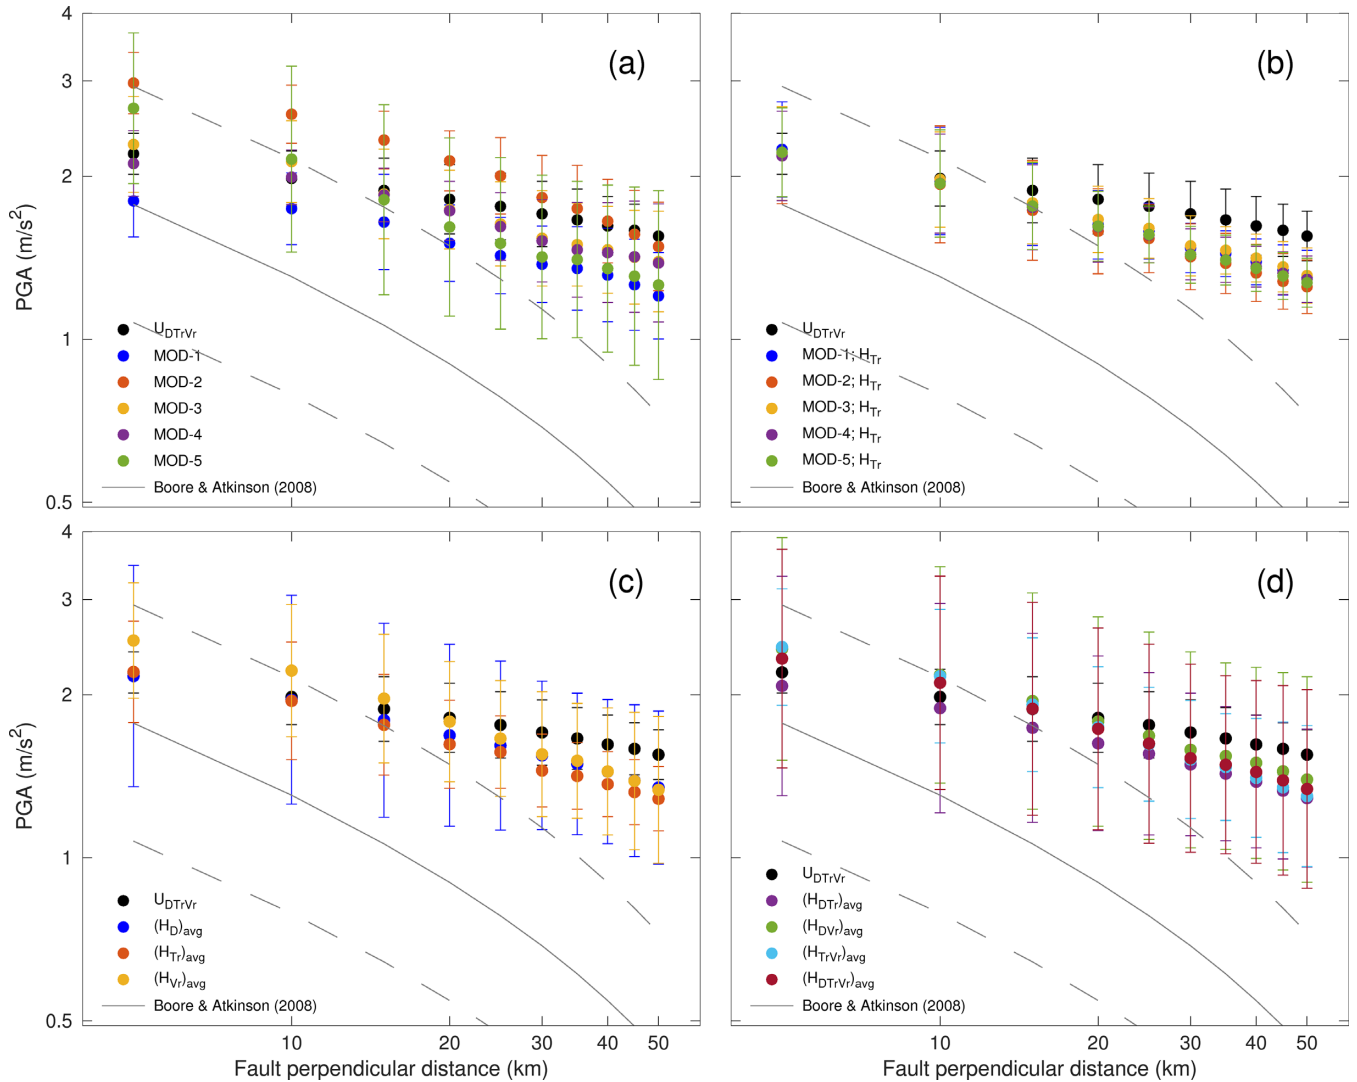 4
3
2
1
0.5
PGA (m/s²)
(a)
U_DTrVr
MOD-1
MOD-2
MOD-3
MOD-4
MOD-5
Boore & Atkinson (2008)
(b)
U_DTrVr
MOD-1; H_Tr
MOD-2; H_Tr
MOD-3; H_Tr
MOD-4; H_Tr
MOD-5; H_Tr
Boore & Atkinson (2008)
4
3
2
1
0.5
PGA (m/s²)
(c)
U_DTrVr
(H_D)_avg
(H_Tr)_avg
(H_Vr)_avg
Boore & Atkinson (2008)
10 20 30 40 50
Fault perpendicular distance (km)
(d)
U_DTrVr
(H_DTr)_avg
(H_DVr)_avg
(H_TrVr)_avg
(H_DTrVr)_avg
Boore & Atkinson (2008)
10 20 30 40 50
Fault perpendicular distance (km)